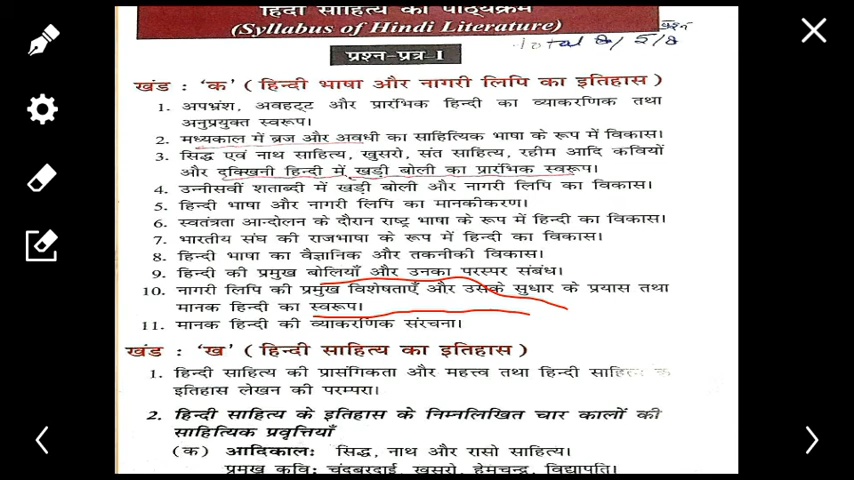 हिंदी साहित्य का पाठ्यक्रम
(Syllabus of Hindi Literature)
प्रश्न-प्रत्र-1
खंड : 'क' ( हिन्दी भाषा और नागरी लिपि का इतिहास )
1. अपभ्रंश, अवहट्ट और प्रारंभिक हिन्दी का व्याकरणिक तथा
अनुप्रयुक्त स्वरूप।
2. मध्यकाल में ब्रज और अवधी का साहित्यिक भाषा के रूप में विकास।
3. सिद्ध एवं नाथ साहित्य, खुसरो, संत साहित्य, रहीम आदि कवियों
और दक्खिनी हिन्दी में खड़ी बोली का प्रारंभिक स्वरूप।
4. उन्नीसवीं शताब्दी में खड़ी बोली और नागरी लिपि का विकास।
5. हिन्दी भाषा और नागरी लिपि का मानकीकरण।
6. स्वतंत्रता आन्दोलन के दौरान राष्ट्र भाषा के रूप में हिन्दी का विकास।
7. भारतीय संघ की राजभाषा के रूप में हिन्दी का विकास।
8. हिन्दी भाषा का वैज्ञानिक और तकनीकी विकास।
9. हिन्दी की प्रमुख बोलियाँ और उनका परस्पर संबंध।
10. नागरी लिपि की प्रमुख विशेषताएँ और उसके सुधार के प्रयास तथा
मानक हिन्दी का स्वरूप।
11. मानक हिन्दी की व्याकरणिक संरचना।
खंड : 'ख' ( हिन्दी साहित्य का इतिहास )
1. हिन्दी साहित्य की प्रासंगिकता और महत्त्व तथा हिन्दी साहित्य के
इतिहास लेखन की परम्परा।
2. हिन्दी साहित्य के इतिहास के निम्नलिखित चार कालों की
साहित्यिक प्रवृत्तियाँ
(क) आदिकालः सिद्ध, नाथ और रासो साहित्य।
प्रमुख कविः चंदबरदाई, खुसरो, हेमचन्द्र, विद्यापति।